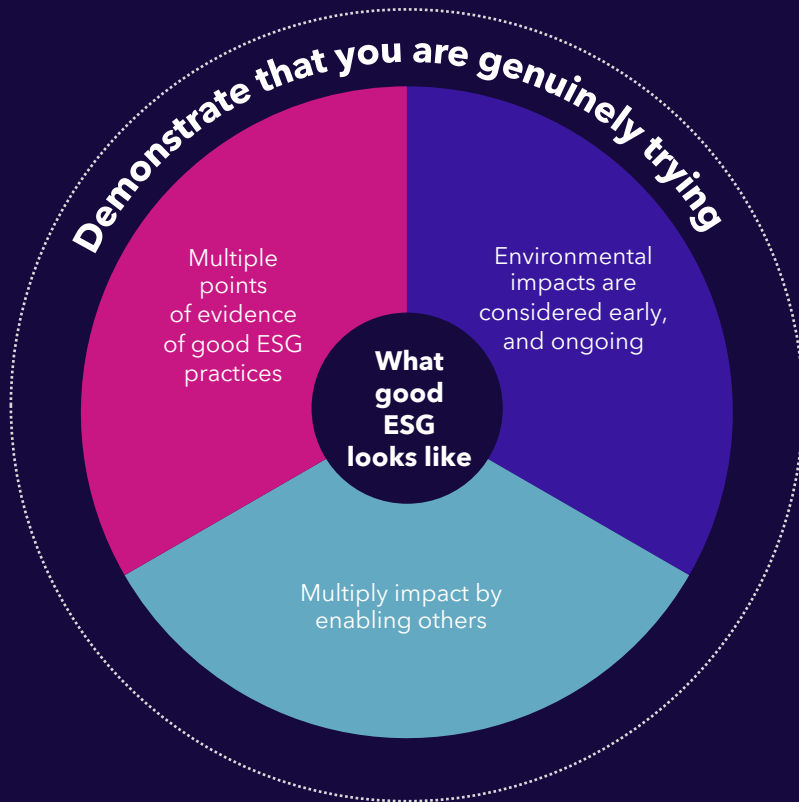 Demonstrate that you are genuinely trying
Multiple
points
of evidence
of good ESG
practices
Environmental
impacts are
considered early,
and ongoing
What
good
ESG
looks like
Multiply impact by
enabling others